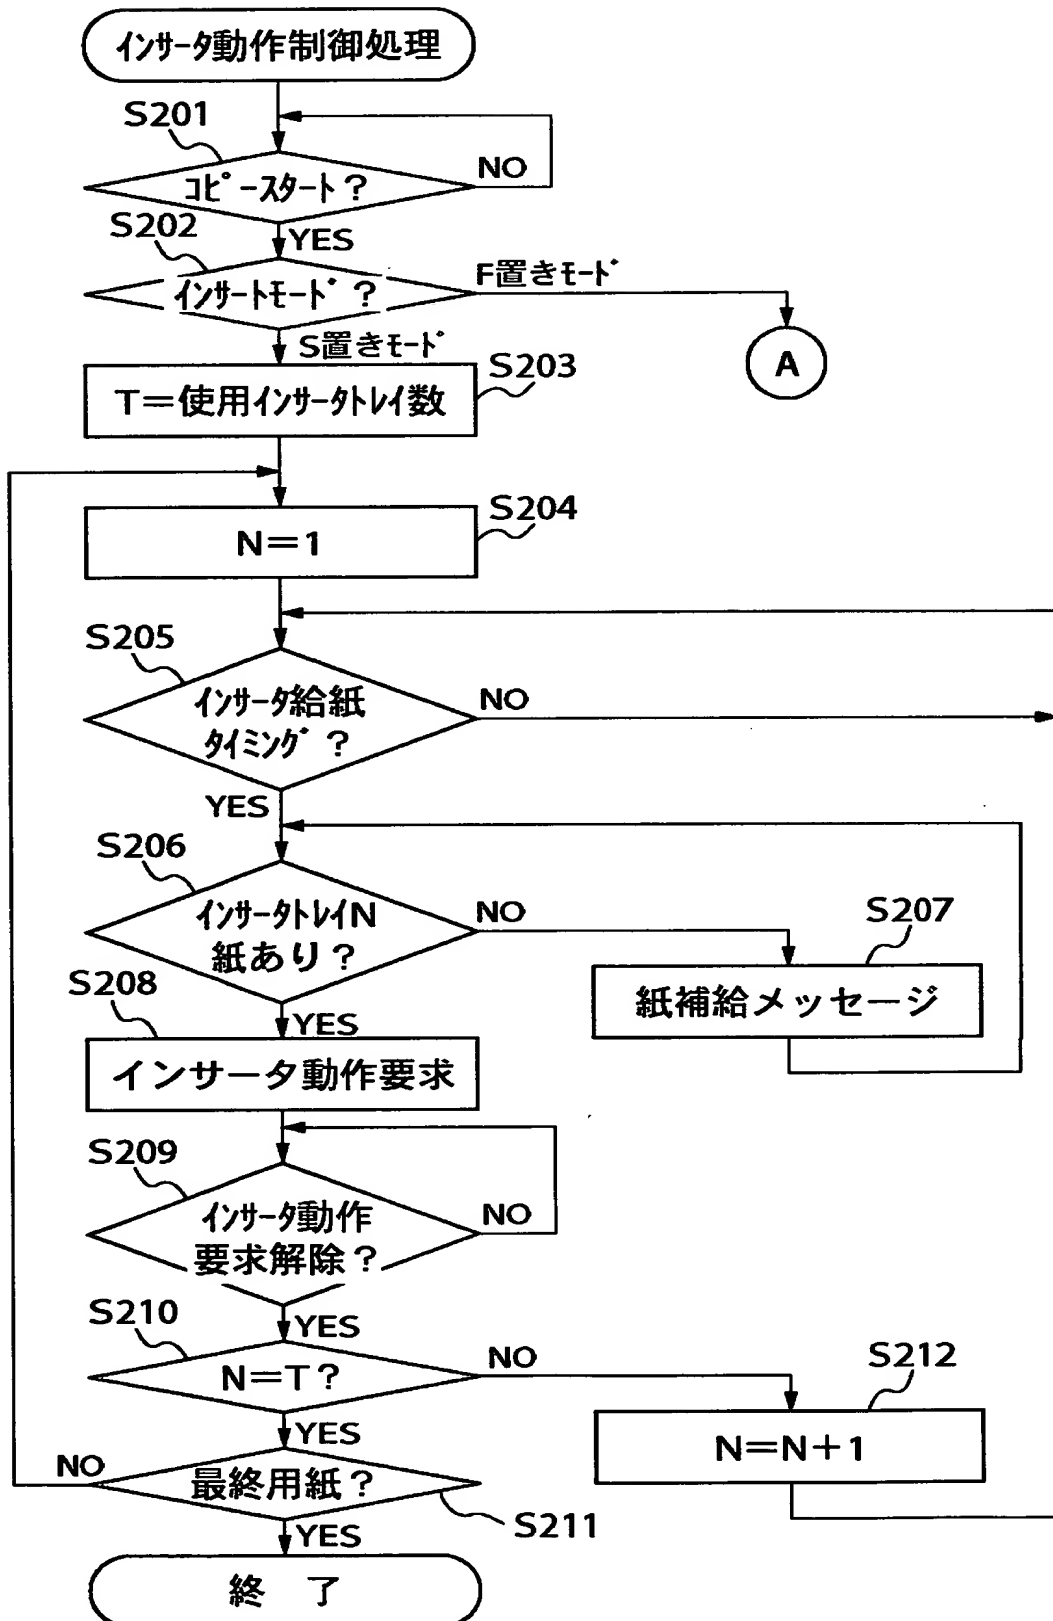 インサータ動作制御処理
S201
コピースタート？
NO
YES
S202
インサートモード？
F置きモード
A
S置きモード
S203
T＝使用インサータトレイ数
S204
N＝1
S205
インサータ給紙
タイミング？
NO
YES
S206
インサータトレイN
紙あり？
NO
S207
紙補給メッセージ
YES
S208
インサータ動作要求
S209
インサータ動作
要求解除？
NO
YES
S210
N＝T？
NO
S212
N＝N＋1
YES
最終用紙？
NO
S211
YES
終 了